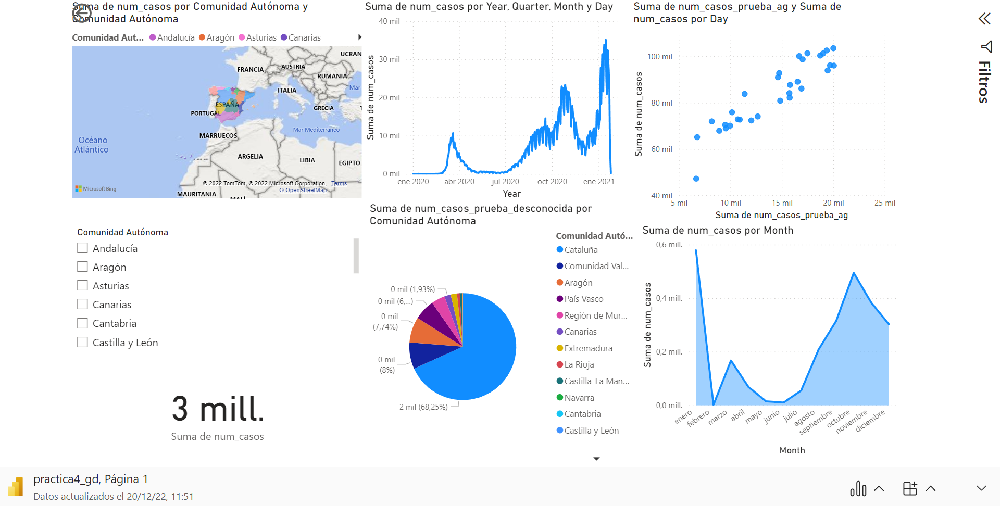 Suma de num_casos por Comunidad Autónoma y
Comunidad Autónoma
Comunidad Aut...
Andalucía
Aragón
Asturias
Canarias
UCRAN
FRANCIA
AUSTRIA
RUMANIA
Mar
ITALIA
ESPAÑA
PORTUGAL
GRECIA
T
Mar Mediterráneo
MARRUECOS
Océano
Atlántico
ARGELIA
LIBIA
EGIPTO
© 2022 TomTom, © 2022 Microsoft Corporation, Terms
© OpenStreetMap
Microsoft Bing
MAURITANIA
MALÍ
Suma de num_casos por Year, Quarter, Month y Day
Suma de num_casos
40 mil
30 mil
20 mil
10 mil
0 mil
ene 2020
abr 2020
jul 2020
oct 2020
ene 2021
Year
Suma de num_casos_prueba_ag y Suma de
num_casos por Day
Suma de num_casos
100 mil
80 mil
60 mil
40 mil
5 mil
10 mil
15 mil
20 mil
25 mil
Suma de num_casos_prueba_ag
Filtros
Comunidad Autónoma
Andalucía
Aragón
Asturias
Canarias
Cantabria
Castilla y León
3 mill.
Suma de num_casos
Suma de num_casos_prueba_desconocida por
Comunidad Autónoma
0 mil (1,93%)
0 mil (6,...)
0 mil
(7,74%)
0 mil
(8%)
2 mil (68,25%)
Comunidad Autó...
Cataluña
Comunidad Val...
Aragón
País Vasco
Región de Mur...
Canarias
Extremadura
La Rioja
Castilla-La Man...
Navarra
Cantabria
Castilla y León
Suma de num_casos por Month
Suma de num_casos
0,6 mill.
0,4 mill.
0,2 mill.
0,0 mill.
enero
febrero
marzo
abril
mayo
junio
julio
agosto
septiembre
octubre
noviembre
diciembre
Month
practica4_gd, Página 1
Datos actualizados el 20/12/22, 11:51